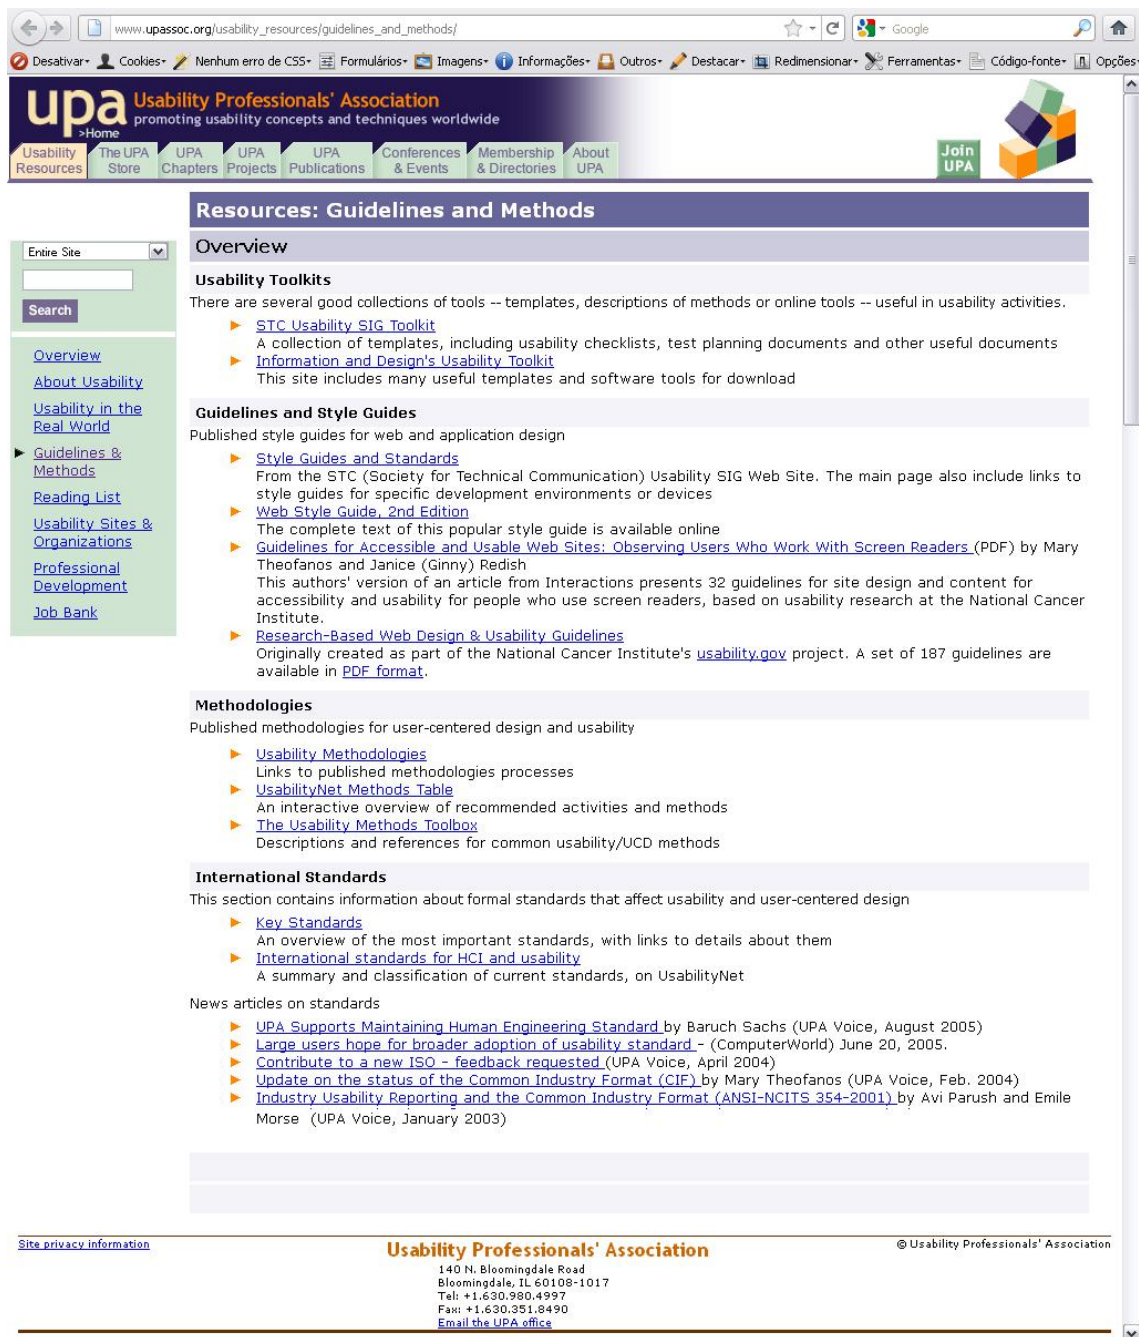 www.upassoc.org/usability_resources/guidelines_and_methods/
Google
Desativar Cookies Nenhum erro de CSS Formulários Imagens Informações Outros Destacar Redimensionar Ferramentas Código-fonte Opções
upa Usability Professionals' Association
promoting usability concepts and techniques worldwide
>Home
Usability Resources
The UPA Store
UPA Chapters
UPA Projects
UPA Publications
Conferences & Events
Membership & Directories
About UPA
Join UPA
Resources: Guidelines and Methods
Entire Site
Search
Overview
About Usability
Usability in the
Real World
Guidelines &
Methods
Reading List
Usability Sites &
Organizations
Professional
Development
Job Bank
Overview
Usability Toolkits
There are several good collections of tools -- templates, descriptions of methods or online tools -- useful in usability activities.
STC Usability SIG Toolkit
A collection of templates, including usability checklists, test planning documents and other useful documents
Information and Design's Usability Toolkit
This site includes many useful templates and software tools for download
Guidelines and Style Guides
Published style guides for web and application design
Style Guides and Standards
From the STC (Society for Technical Communication) Usability SIG Web Site. The main page also include links to
style guides for specific development environments or devices
Web Style Guide, 2nd Edition
The complete text of this popular style guide is available online
Guidelines for Accessible and Usable Web Sites: Observing Users Who Work With Screen Readers (PDF) by Mary
Theofanos and Janice (Ginny) Redish
This authors' version of an article from Interactions presents 32 guidelines for site design and content for
accessibility and usability for people who use screen readers, based on usability research at the National Cancer
Institute.
Research-Based Web Design & Usability Guidelines
Originally created as part of the National Cancer Institute's usability.gov project. A set of 187 guidelines are
available in PDF format.
Methodologies
Published methodologies for user-centered design and usability
Usability Methodologies
Links to published methodologies processes
UsabilityNet Methods Table
An interactive overview of recommended activities and methods
The Usability Methods Toolbox
Descriptions and references for common usability/UCD methods
International Standards
This section contains information about formal standards that affect usability and user-centered design
Key Standards
An overview of the most important standards, with links to details about them
International standards for HCI and usability
A summary and classification of current standards, on UsabilityNet
News articles on standards
UPA Supports Maintaining Human Engineering Standard by Baruch Sachs (UPA Voice, August 2005)
Large users hope for broader adoption of usability standard - (ComputerWorld) June 20, 2005.
Contribute to a new ISO - feedback requested (UPA Voice, April 2004)
Update on the status of the Common Industry Format (CIF) by Mary Theofanos (UPA Voice, Feb. 2004)
Industry Usability Reporting and the Common Industry Format (ANSI-NCITS 354-2001) by Avi Parush and Emile
Morse (UPA Voice, January 2003)
Site privacy information
Usability Professionals' Association
© Usability Professionals' Association
140 N. Bloomingdale Road
Bloomingdale, IL 60108-1017
Tel: +1.630.980.4997
Fax: +1.630.351.8490
Email the UPA office